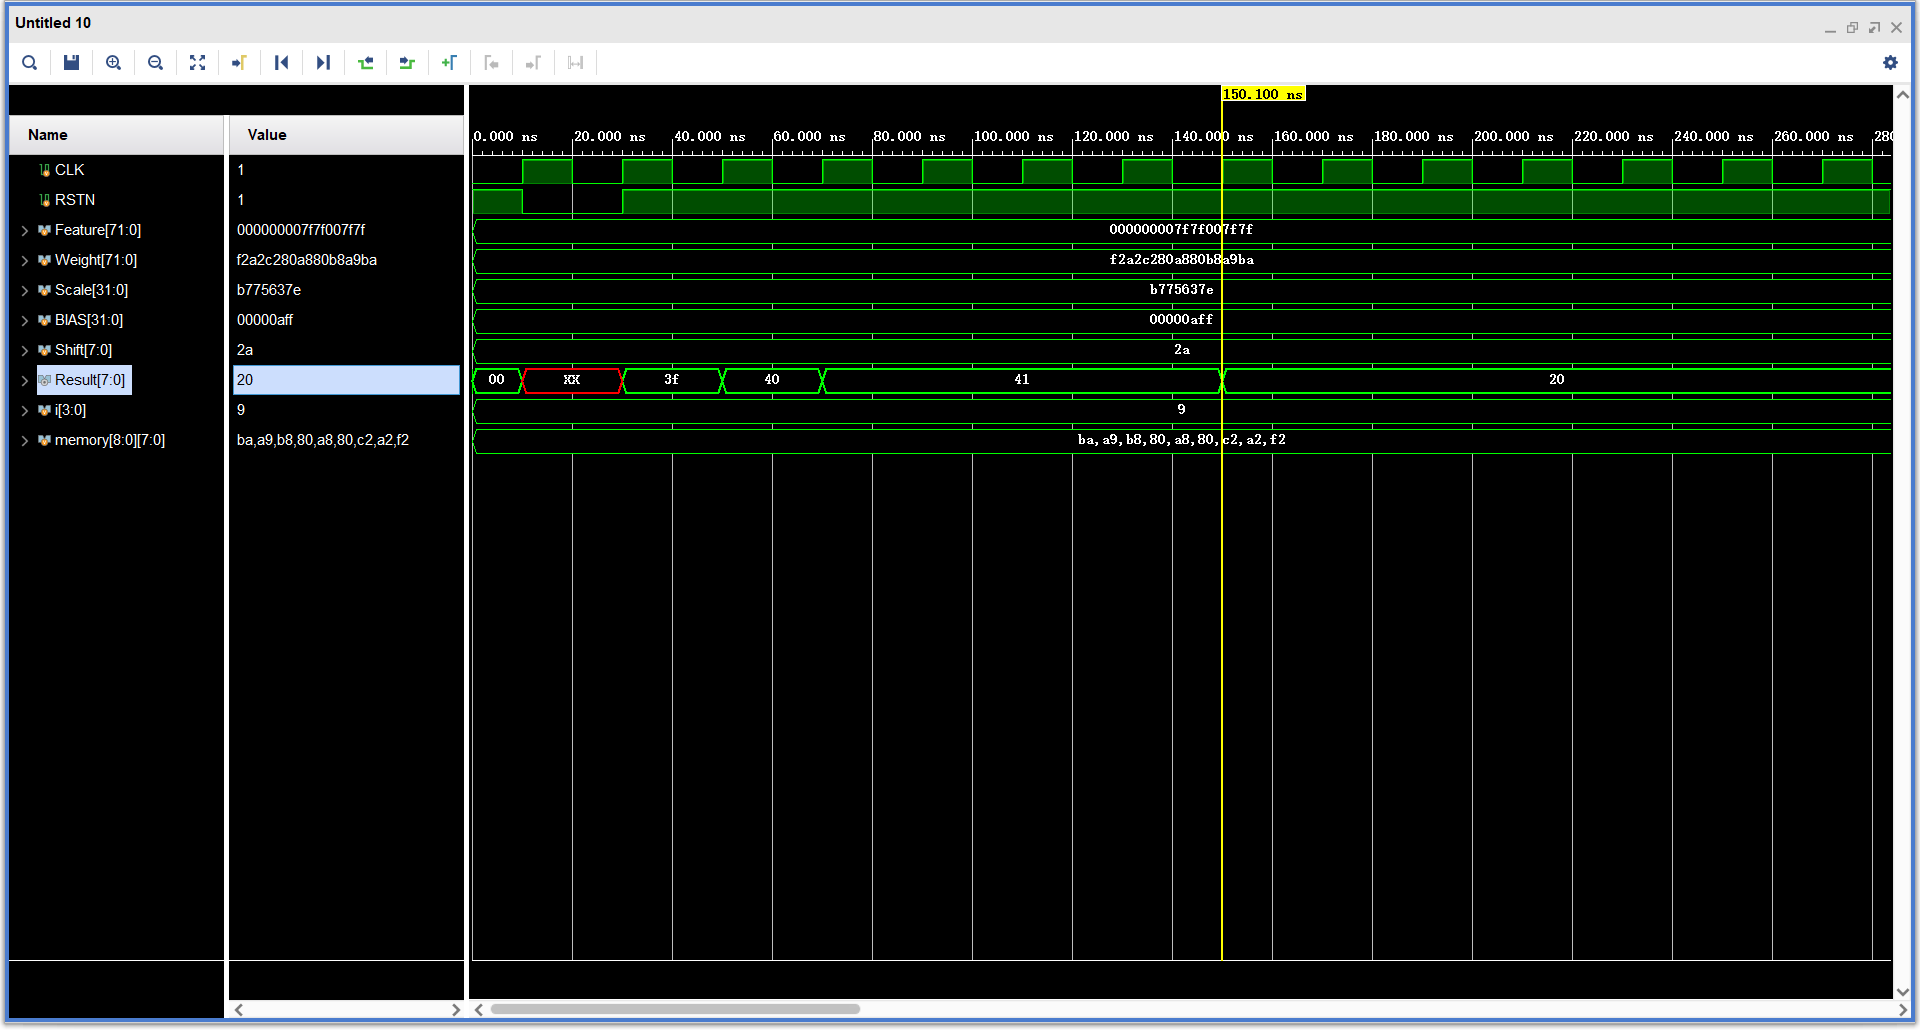 Untitled 10
150.100 ns
Name Value
0.000 ns 20.000 ns 40.000 ns 60.000 ns 80.000 ns 100.000 ns 120.000 ns 140.000 ns 160.000 ns 180.000 ns 200.000 ns 220.000 ns 240.000 ns 260.000 ns 280
CLK 1
RSTN 1
Feature[71:0] 000000007f7f007f7f 000000007f7f007f7f
Weight[71:0] f2a2c280a880b8a9ba f2a2c280a880b8a9ba
Scale[31:0] b775637e b775637e
BIAS[31:0] 00000aff 00000aff
Shift[7:0] 2a 2a
Result[7:0] 20 00 XX 3f 40 41 20
i[3:0] 9 9
memory[8:0][7:0] ba,a9,b8,80,a8,80,c2,a2,f2 ba,a9,b8,80,a8,80,c2,a2,f2